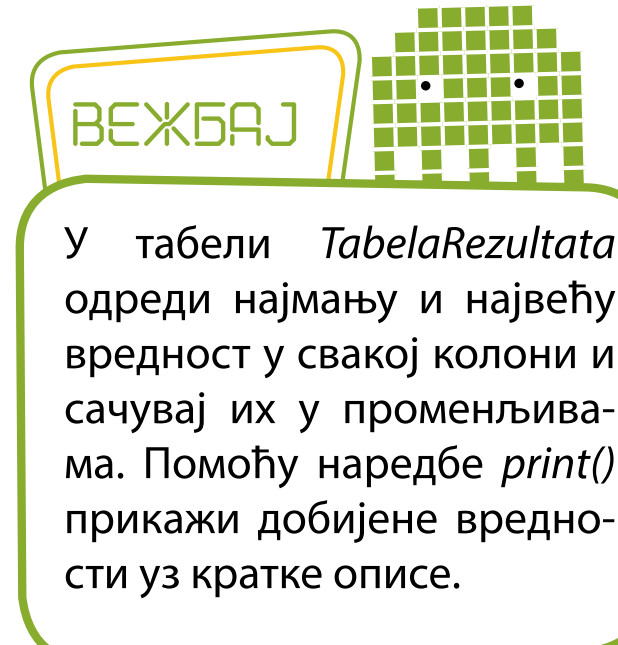 ВЕЖБАЈ
У табели TabelaRezultata
одреди најмању и највећу
вредност у свакој колони и
сачувај их у променљива-
ма. Помоћу наредбе print()
прикажи добијене вредно-
сти уз кратке описе.